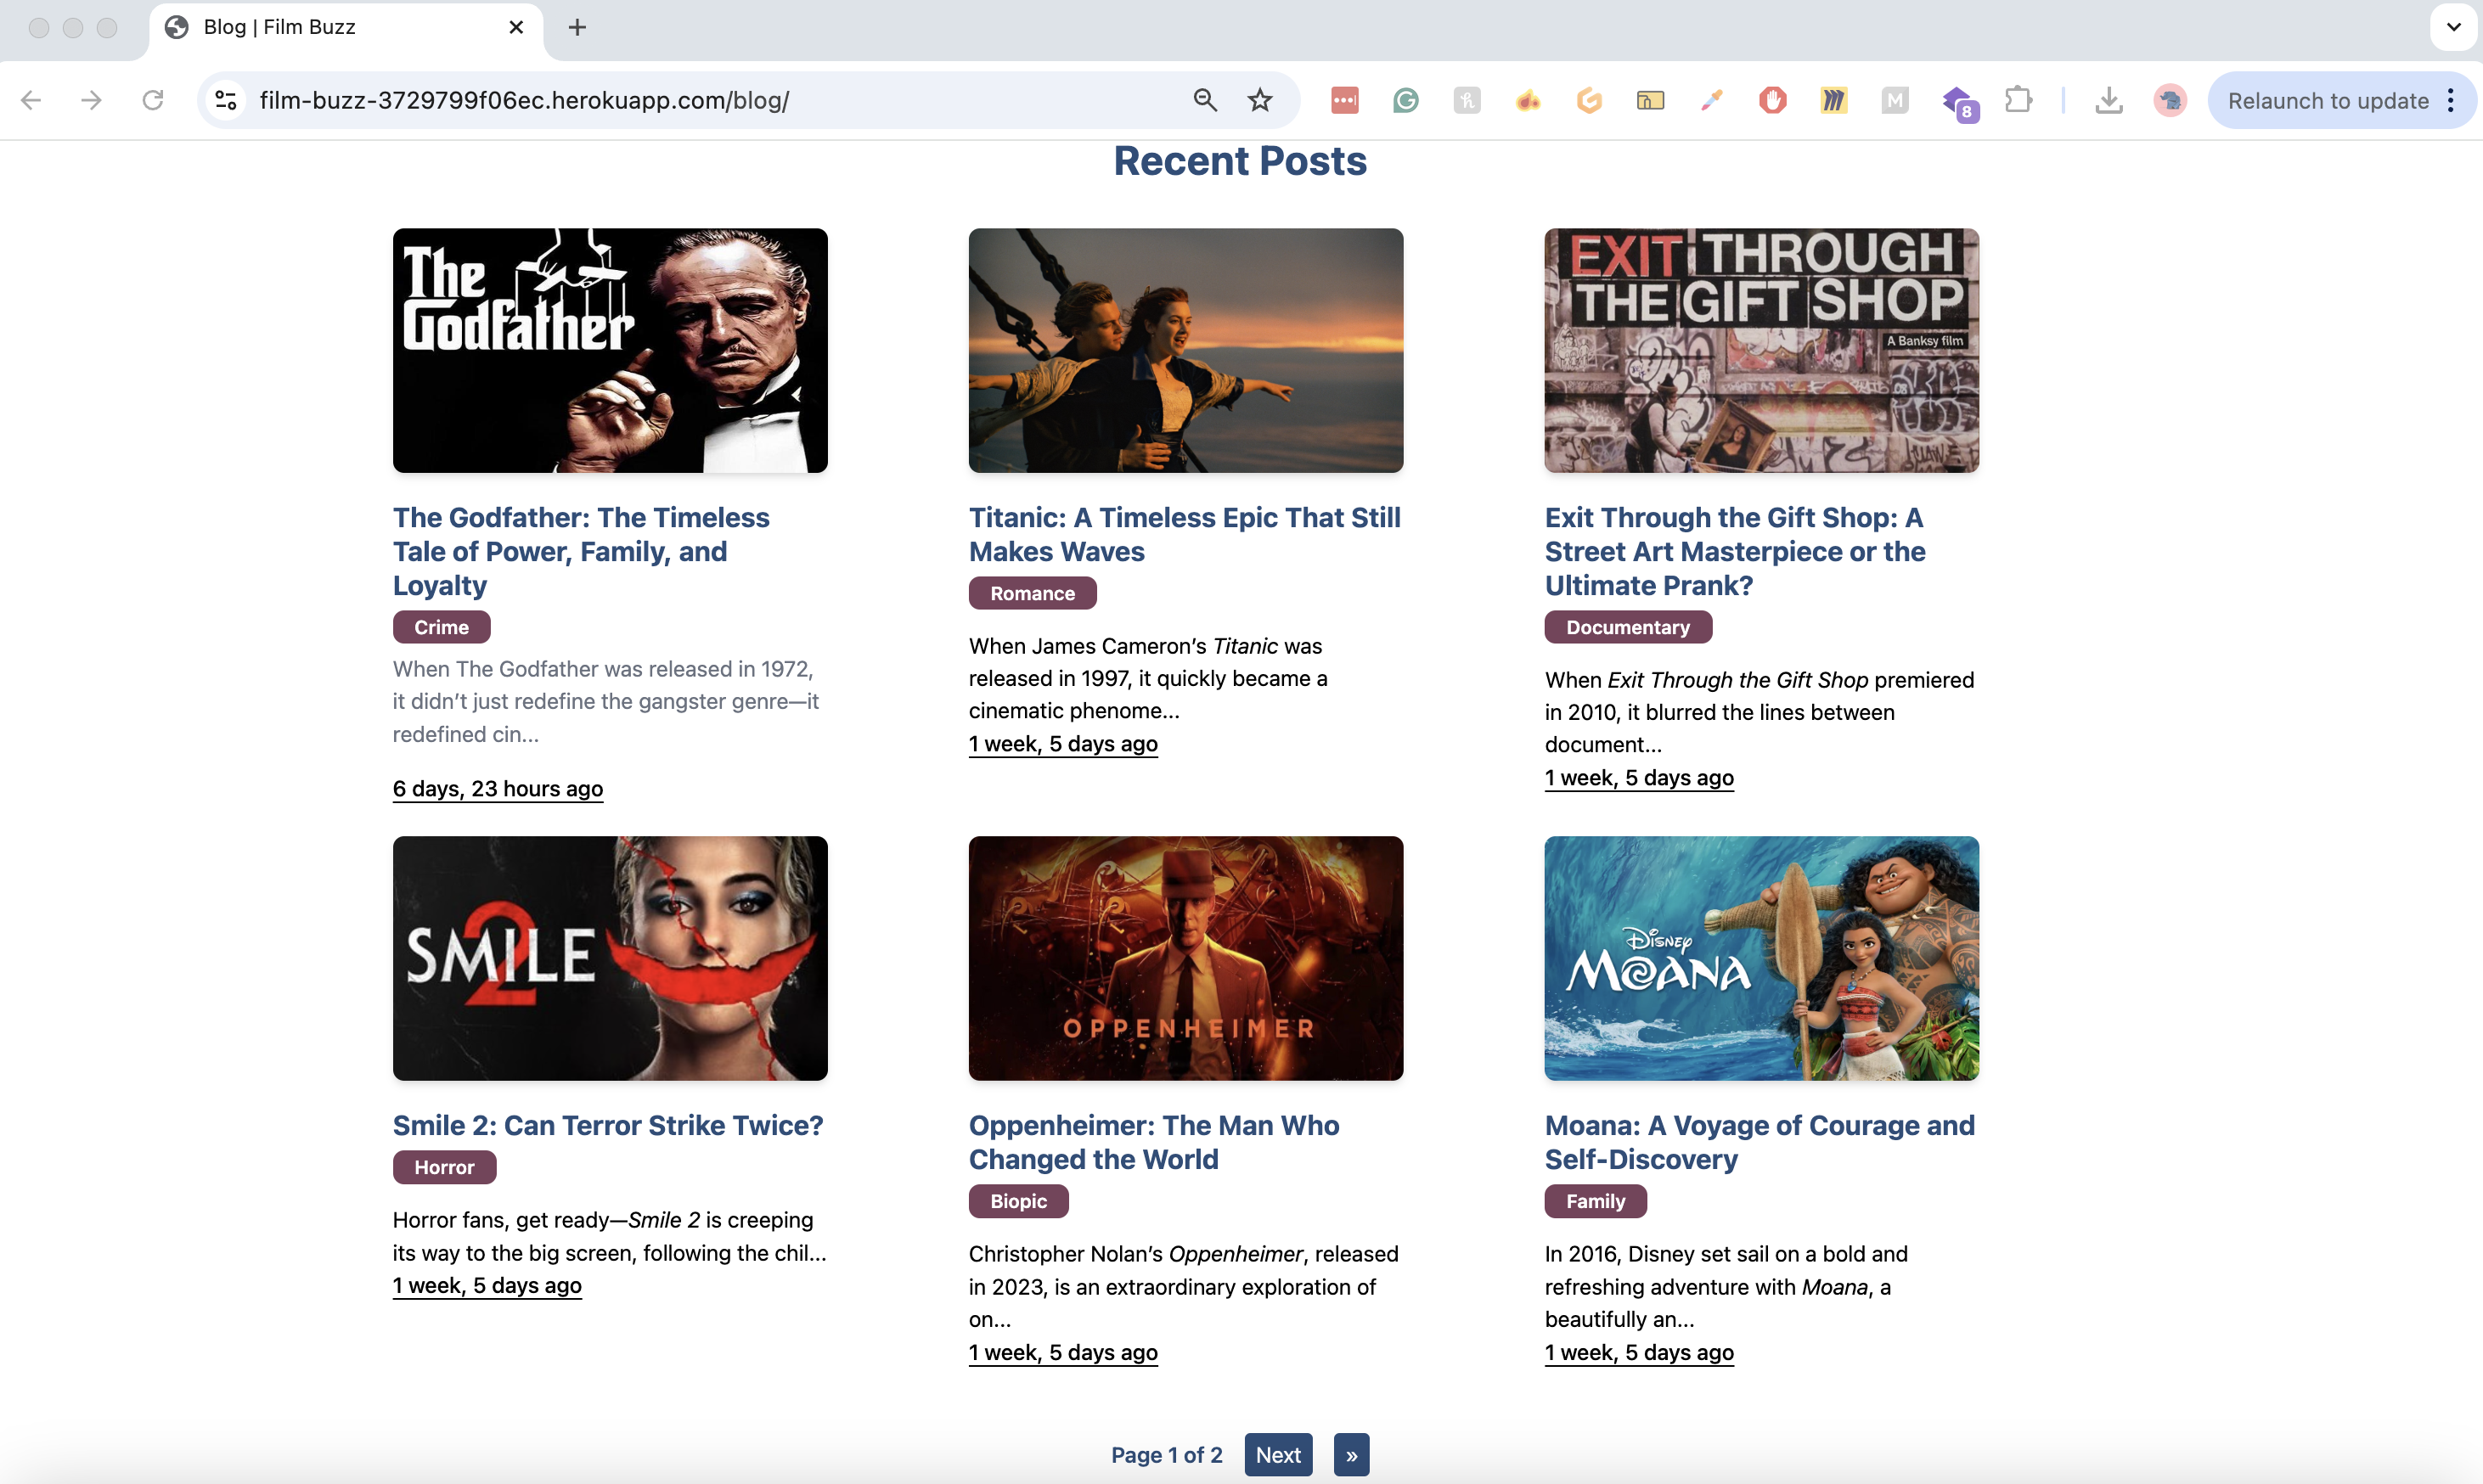 Blog | Film Buzz
film-buzz-3729799f06ec.herokuapp.com/blog/
8
Relaunch to update
Recent Posts
The
Godfather
EXIT THROUGH
THE GIFT SHOP
A Banksy film
The Godfather: The Timeless
Tale of Power, Family, and
Loyalty
Crime
When The Godfather was released in 1972,
it didn’t just redefine the gangster genre—it
redefined cin...
6 days, 23 hours ago
Titanic: A Timeless Epic That Still
Makes Waves
Romance
When James Cameron’s Titanic was
released in 1997, it quickly became a
cinematic phenome...
1 week, 5 days ago
Exit Through the Gift Shop: A
Street Art Masterpiece or the
Ultimate Prank?
Documentary
When Exit Through the Gift Shop premiered
in 2010, it blurred the lines between
document...
1 week, 5 days ago
SMILE 2
OPPENHEIMER
DISNEY
MOANA
Smile 2: Can Terror Strike Twice?
Horror
Horror fans, get ready—Smile 2 is creeping
its way to the big screen, following the chil...
1 week, 5 days ago
Oppenheimer: The Man Who
Changed the World
Biopic
Christopher Nolan’s Oppenheimer, released
in 2023, is an extraordinary exploration of
on...
1 week, 5 days ago
Moana: A Voyage of Courage and
Self-Discovery
Family
In 2016, Disney set sail on a bold and
refreshing adventure with Moana, a
beautifully an...
1 week, 5 days ago
Page 1 of 2 Next »